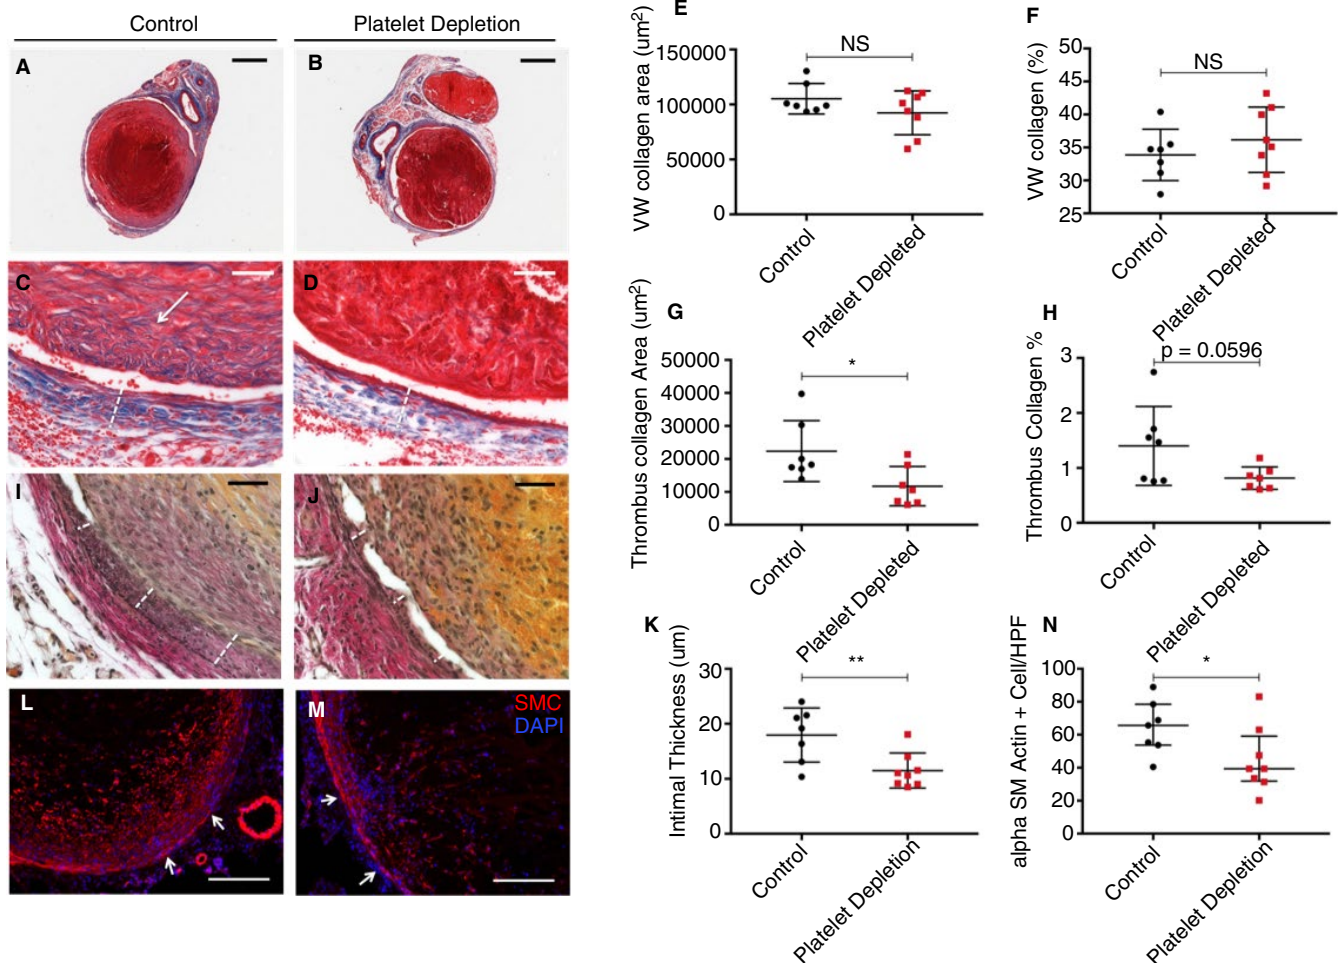 Control
Platelet Depletion
A
B
C
D
I
J
L
M
SMC
DAPI
E
VW collagen area (um2)
150000
100000
50000
0
NS
Control
Platelet Depleted
F
VW collagen (%)
50
45
40
35
30
25
NS
Control
Platelet Depleted
G
Thrombus collagen Area (um2)
50000
40000
30000
20000
10000
0
*
Control
Platelet Depleted
H
Thrombus Collagen %
3
2
1
0
p = 0.0596
Control
Platelet Depleted
K
Intimal Thickness (um)
30
20
10
0
**
Control
Platelet Depletion
N
alpha SM Actin + Cell/HPF
100
80
60
40
20
0
*
Control
Platelet Depletion